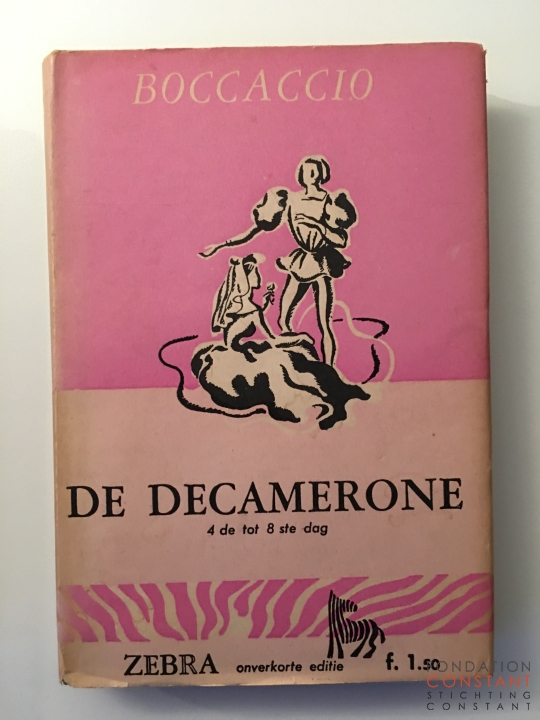 BOCCACCIO
DE DECAMERONE
4 de tot 8 ste dag
ZEBRA onverkorte editie f. 1.50
FONDATION
CONSTANT
STICHTING
CONSTANT